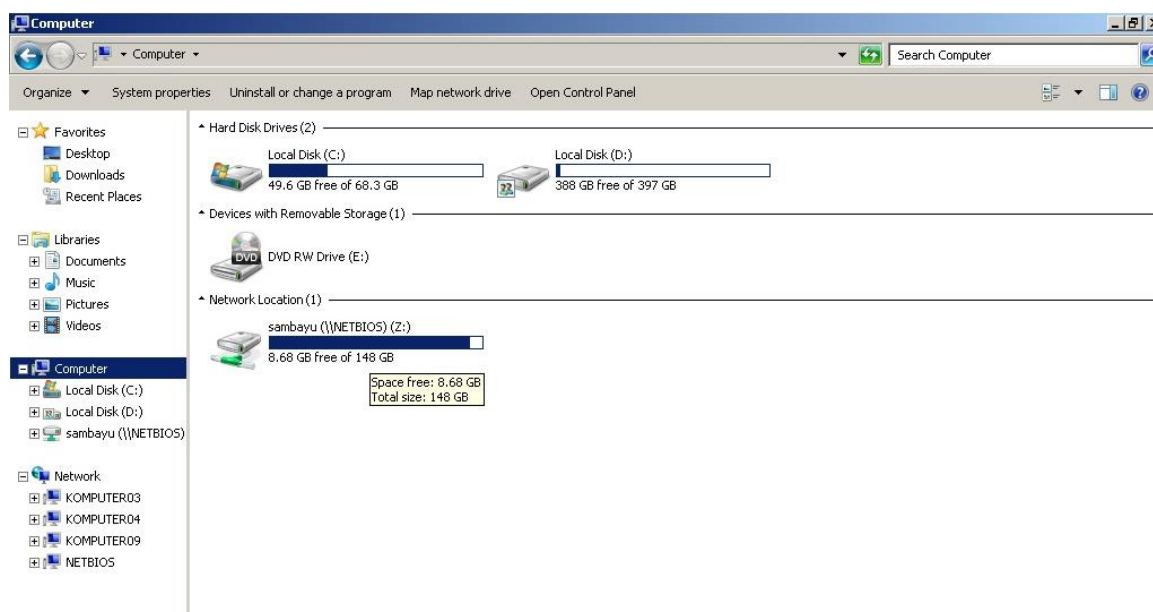 Computer
Computer
Search Computer
Organize System properties Uninstall or change a program Map network drive Open Control Panel
Favorites
Desktop
Downloads
Recent Places
Libraries
Documents
Music
Pictures
Videos
Computer
Local Disk (C:)
Local Disk (D:)
sambayu (\\NETBIOS)
Network
KOMPUTER03
KOMPUTER04
KOMPUTER09
NETBIOS
Hard Disk Drives (2)
Local Disk (C:)
49.6 GB free of 68.3 GB
Local Disk (D:)
388 GB free of 397 GB
Devices with Removable Storage (1)
DVD
DVD RW Drive (E:)
Network Location (1)
sambayu (\\NETBIOS) (Z:)
8.68 GB free of 148 GB
Space free: 8.68 GB
Total size: 148 GB